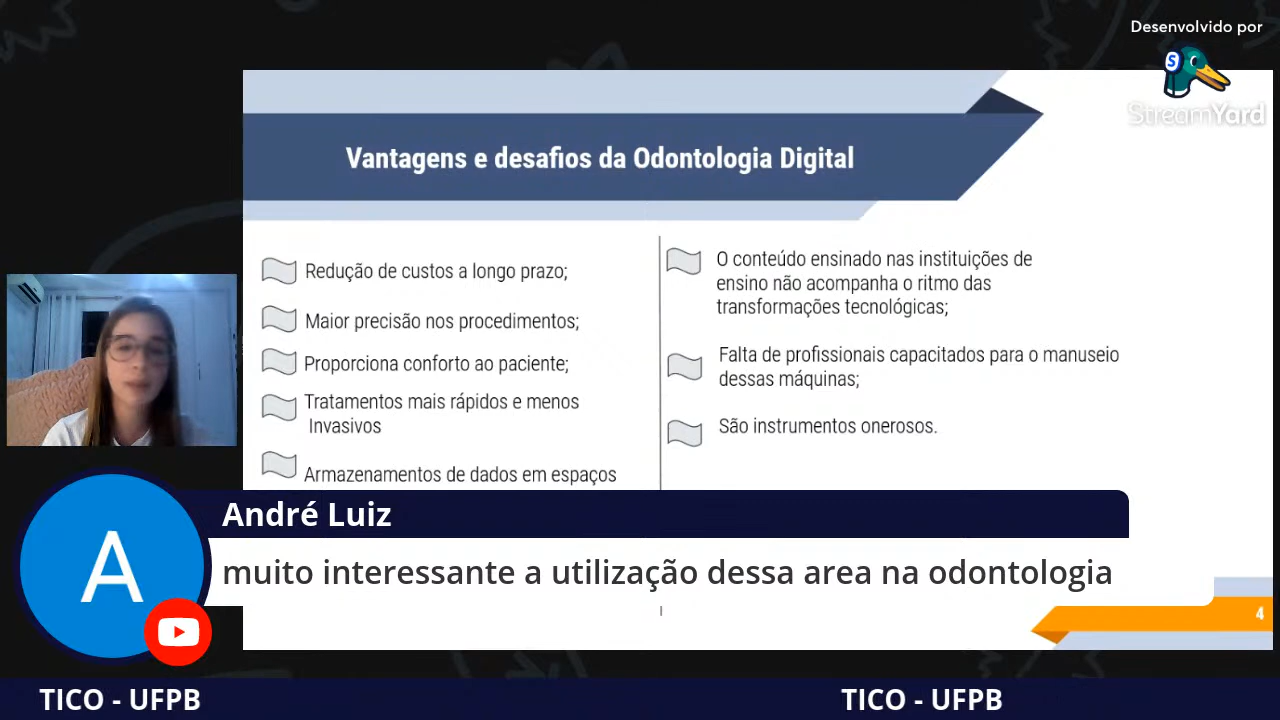 Desenvolvido por
StreamYard
Vantagens e desafios da Odontologia Digital
Redução de custos a longo prazo;
Maior precisão nos procedimentos;
Proporciona conforto ao paciente;
Tratamentos mais rápidos e menos
Invasivos
Armazenamentos de dados em espaços
O conteúdo ensinado nas instituições de
ensino não acompanha o ritmo das
transformações tecnológicas;
Falta de profissionais capacitados para o manuseio
dessas máquinas;
São instrumentos onerosos.
A
André Luiz
muito interessante a utilização dessa area na odontologia
4
TICO - UFPB
TICO - UFPB